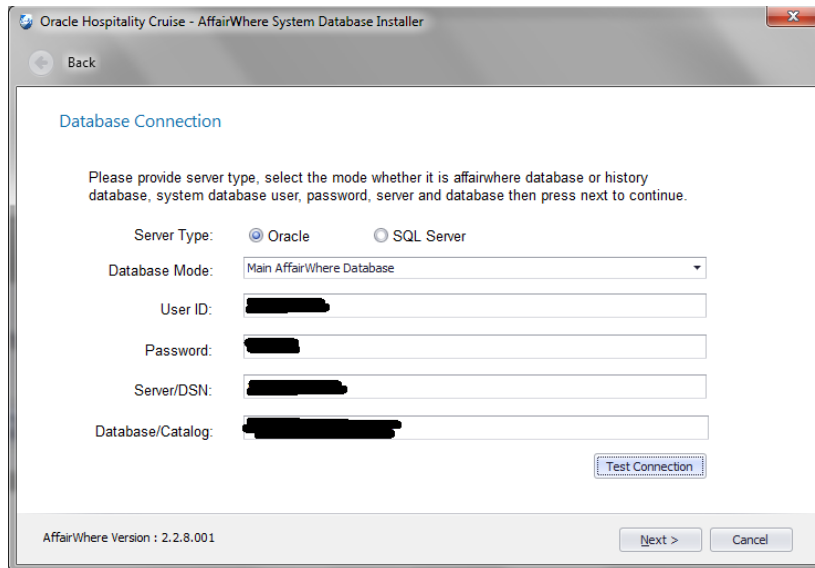 Oracle Hospitality Cruise - AffairWhere System Database Installer
Back
Database Connection
Please provide server type, select the mode whether it is affairwhere database or history
database, system database user, password, server and database then press next to continue.
Server Type: Oracle SQL Server
Database Mode: Main AffairWhere Database
User ID:
Password:
Server/DSN:
Database/Catalog:
Test Connection
AffairWhere Version : 2.2.8.001 Next > Cancel